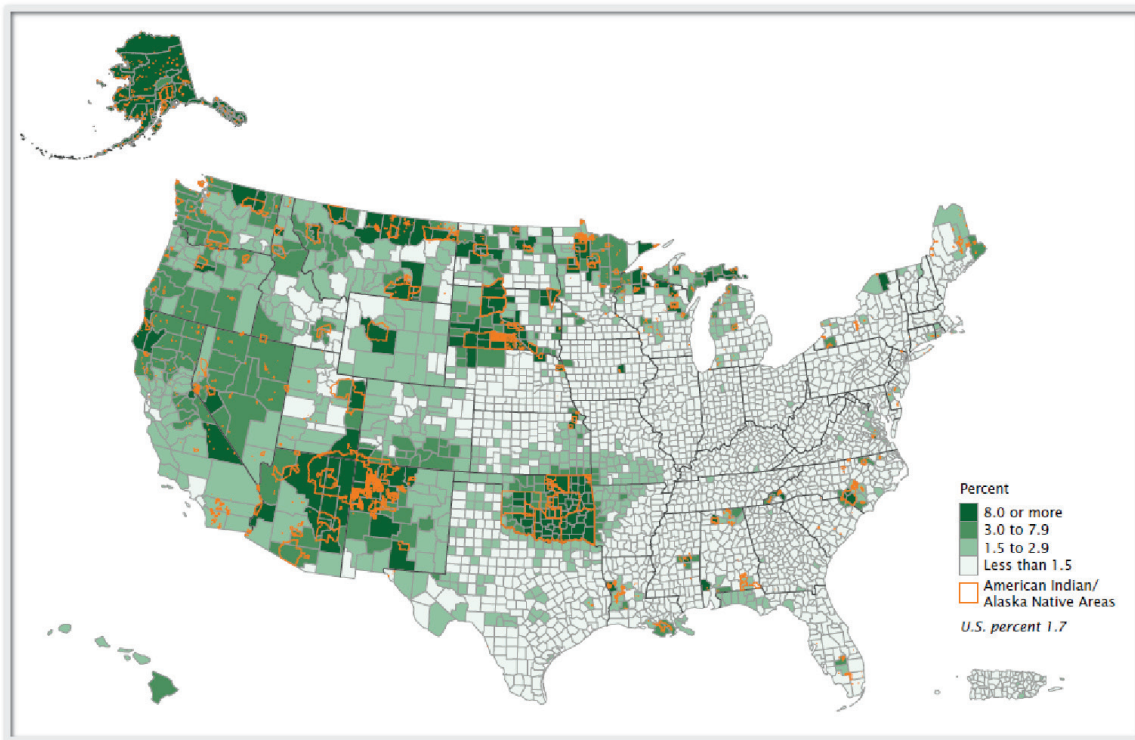 Percent
8.0 or more
3.0 to 7.9
1.5 to 2.9
Less than 1.5
American Indian/
Alaska Native Areas
U.S. percent 1.7